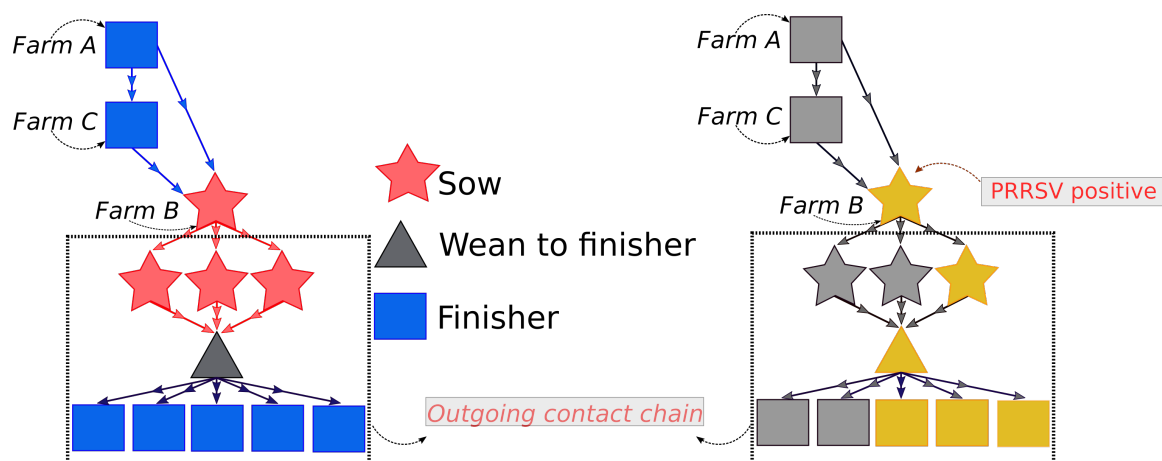 Farm A
Farm C
Farm B
Sow
Wean to finisher
Finisher
Outgoing contact chain
Farm A
Farm C
Farm B
PRRSV positive